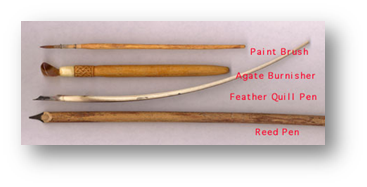 Paint Brush
Agate Burnisher
Feather Quill Pen
Reed Pen